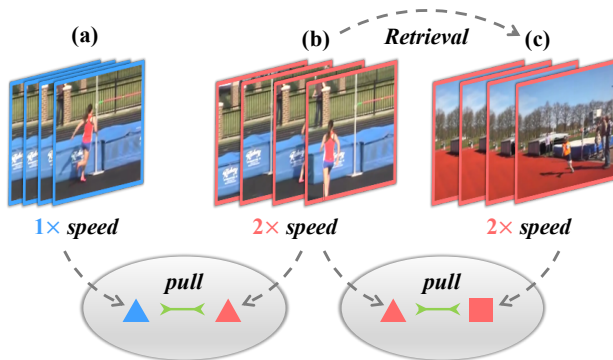 (a)
(b)
Retrieval
(c)
1× speed
2× speed
2× speed
pull
pull